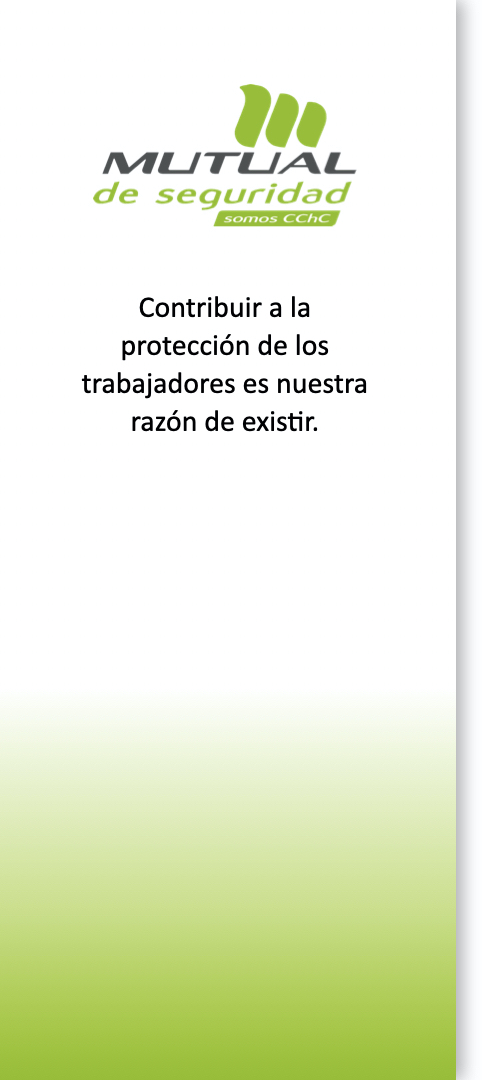 MUTUAL
de seguridad
somos CChC
Contribuir a la
protección de los
trabajadores es nuestra
razón de existir.